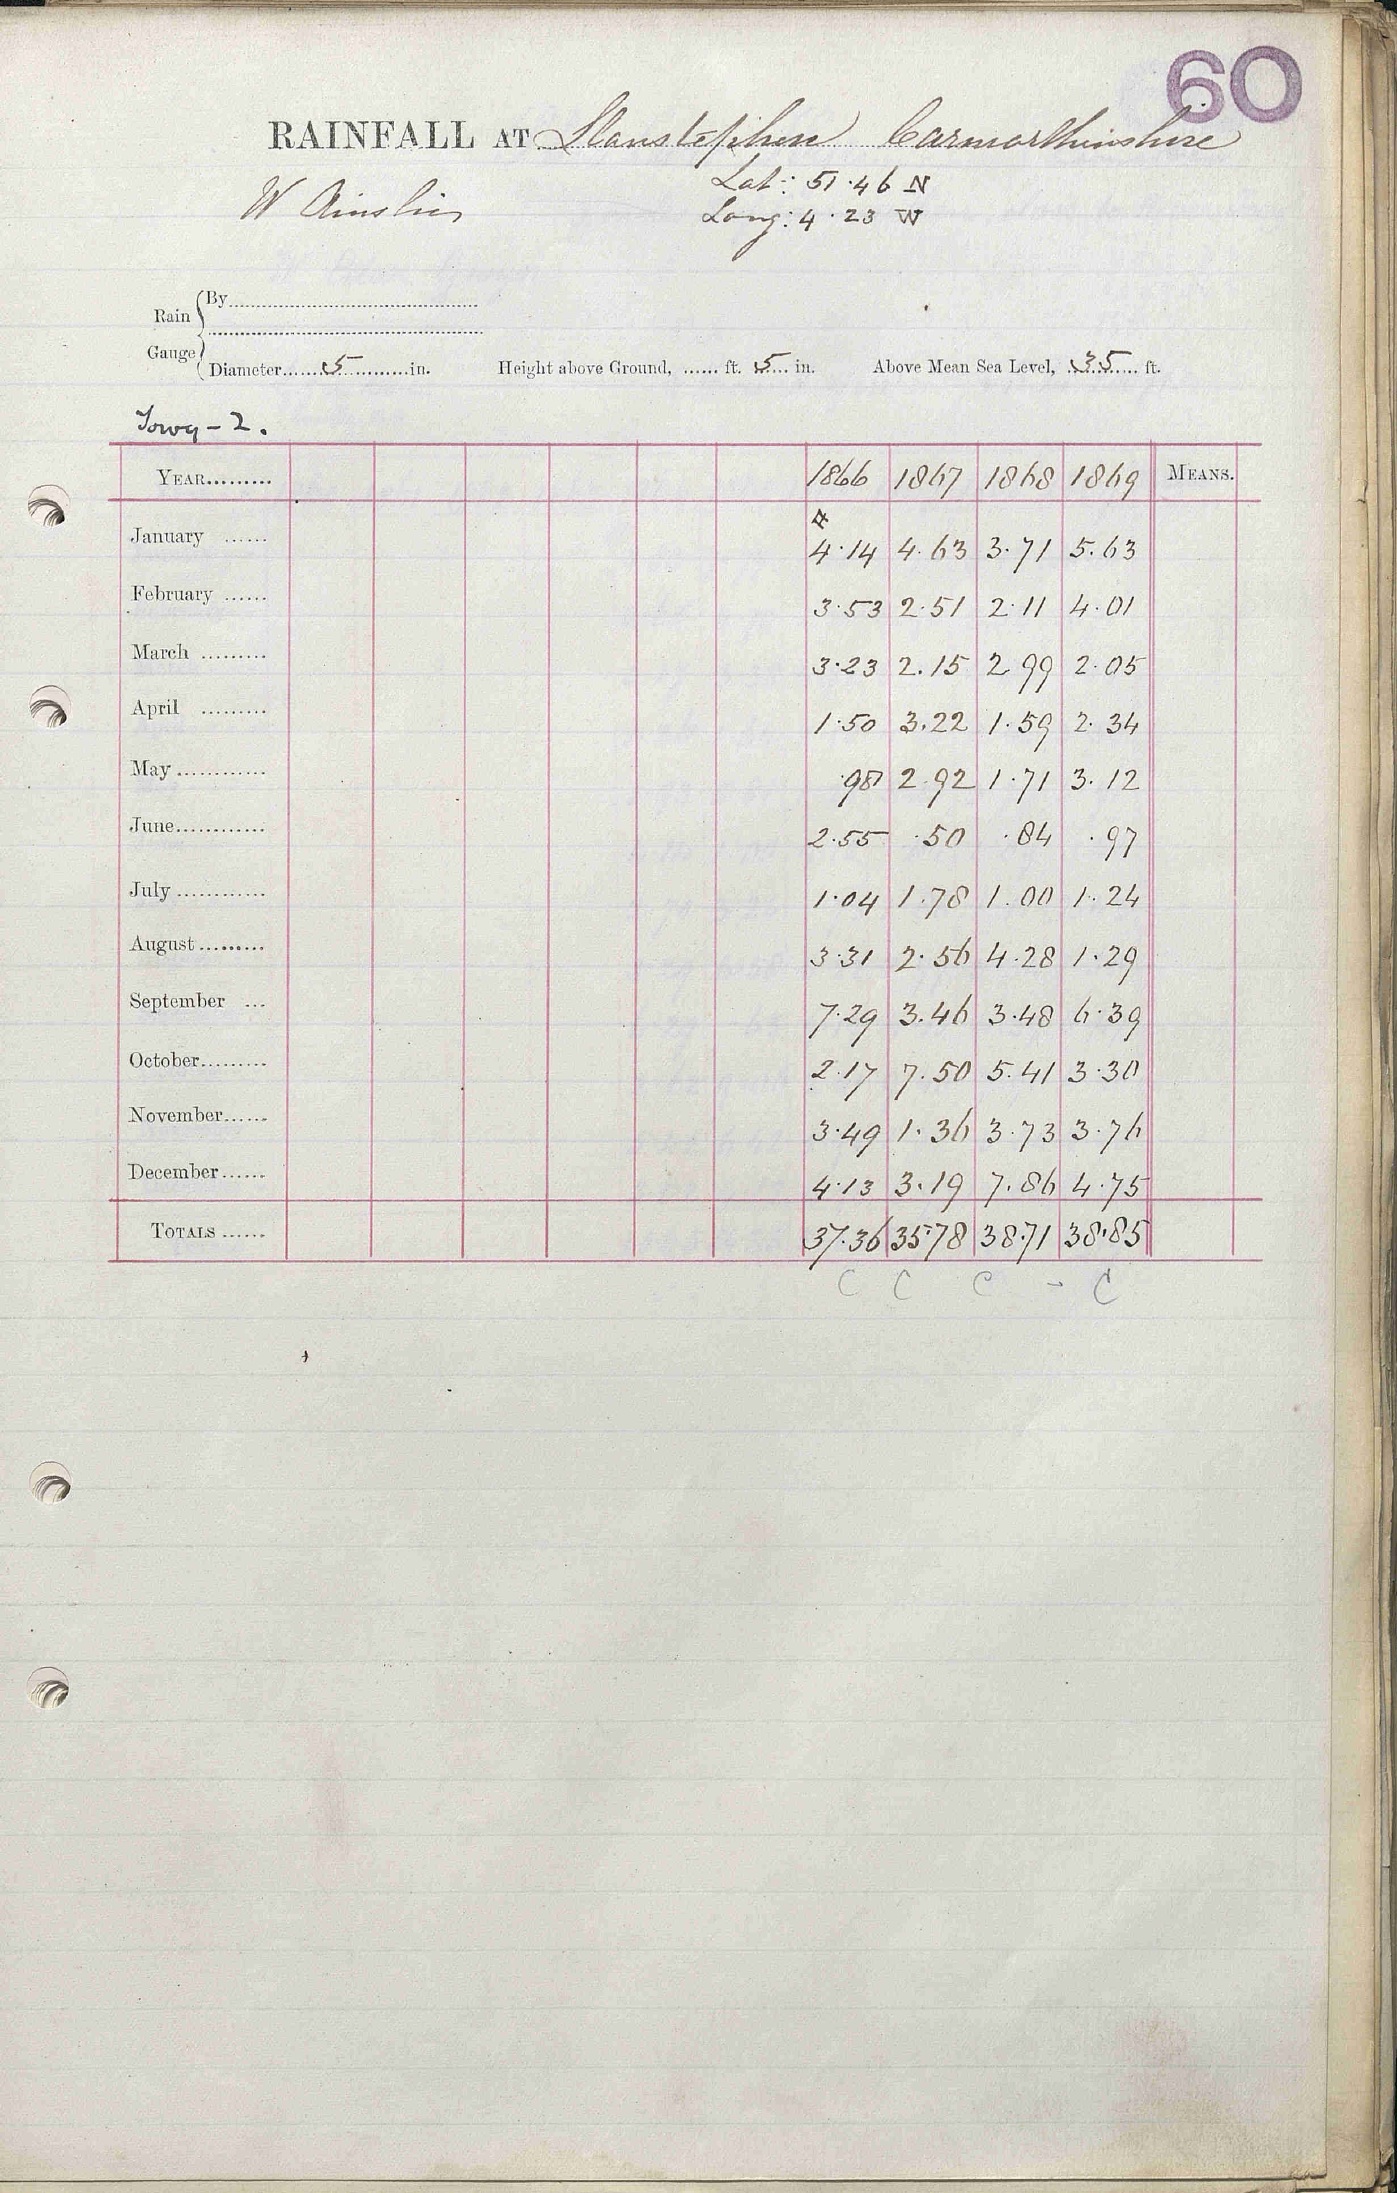 60
RAINFALL AT Llanstephen Carmarthenshire
Lat: 51.46 N
W Ainslie
Long: 4.23 W
Rain Gauge
By
Diameter 5 in. Height above Ground, ft. 5 in. Above Mean Sea Level, 35 ft.
Towy - 2.
YEAR 1866 1867 1868 1869 MEANS.
January 4.14 4.63 3.71 5.63
February 3.53 2.51 2.11 4.01
March 3.23 2.15 2.99 2.05
April 1.50 3.22 1.59 2.34
May .98 2.92 1.71 3.12
June 2.55 .50 .84 .97
July 1.04 1.78 1.00 1.24
August 3.31 2.56 4.28 1.29
September 7.29 3.46 3.48 6.39
October 2.17 7.50 5.41 3.30
November 3.49 1.36 3.73 3.76
December 4.13 3.19 7.86 4.75
TOTALS 37.36 35.78 38.71 38.85
C C C - C